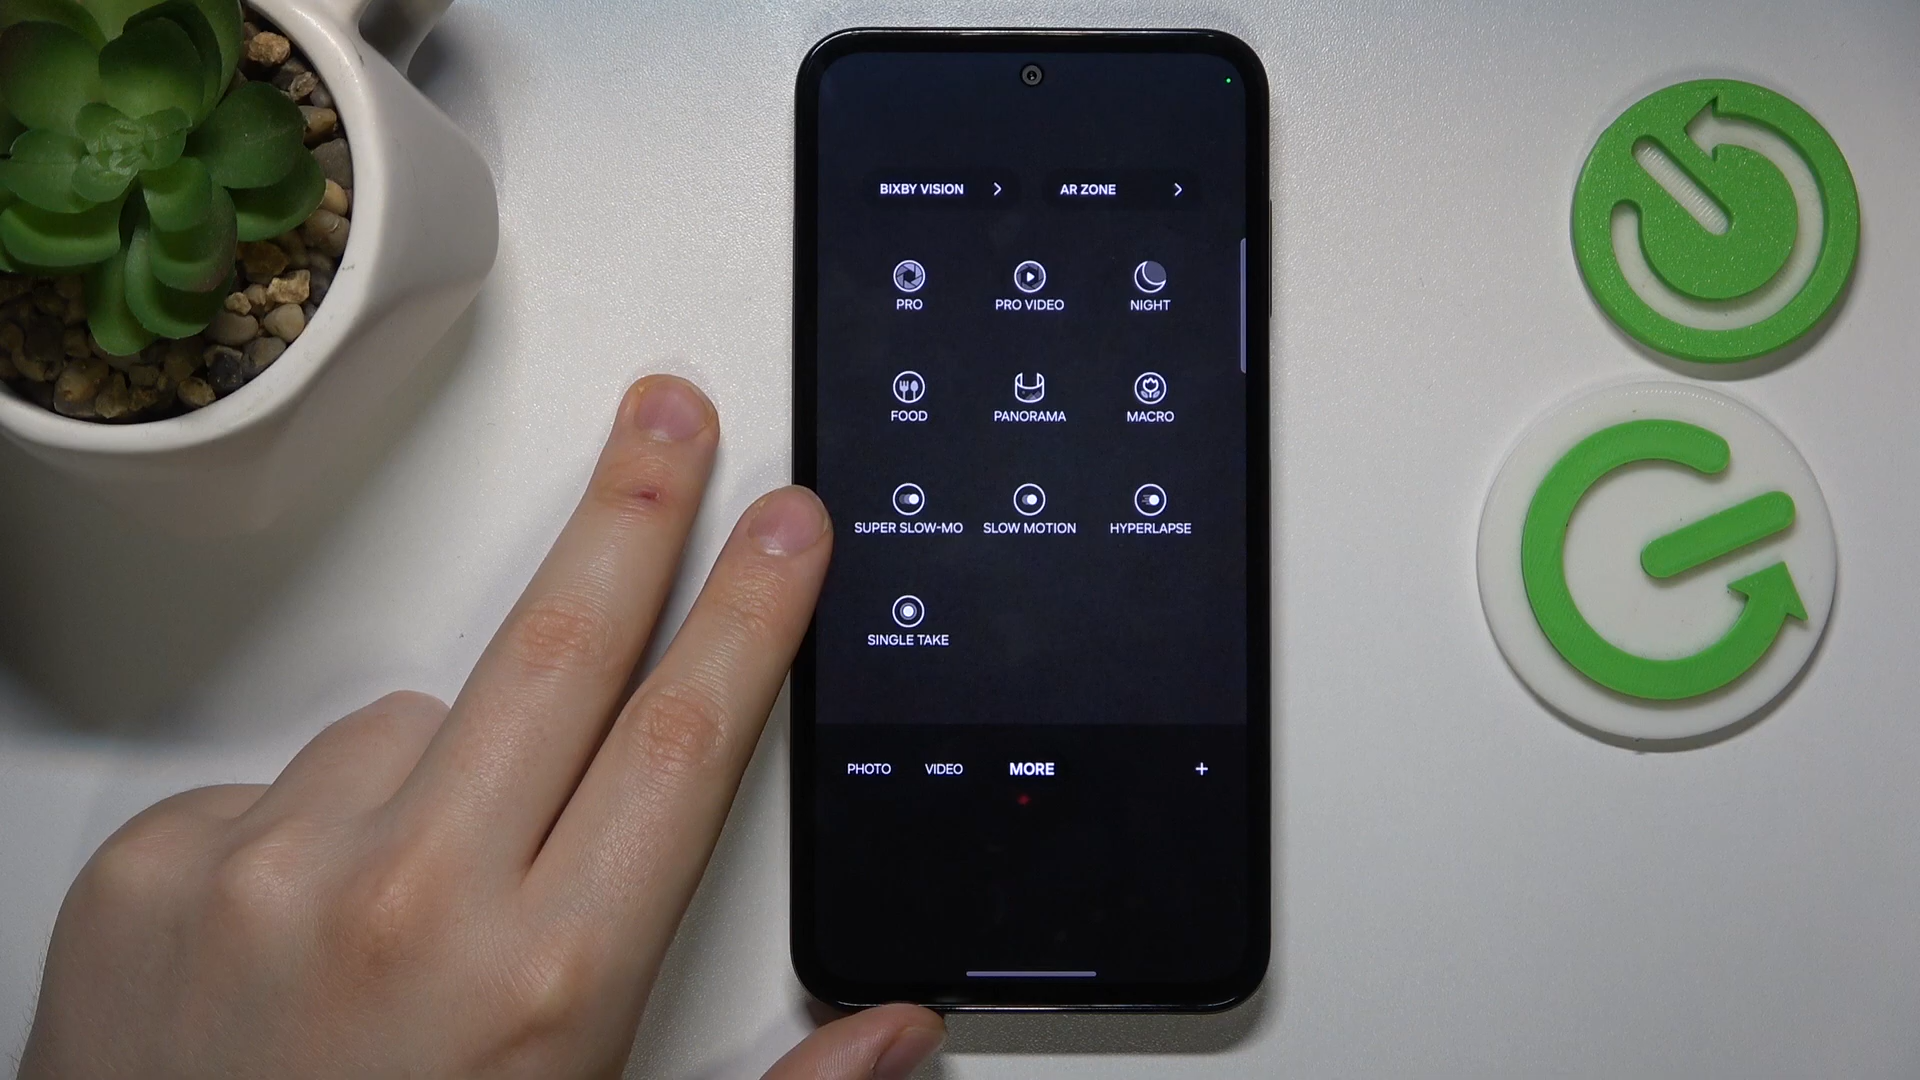 BIXBY VISION
AR ZONE
PRO
PRO VIDEO
NIGHT
FOOD
PANORAMA
MACRO
SUPER SLOW-MO
SLOW MOTION
HYPERLAPSE
SINGLE TAKE
PHOTO
VIDEO
MORE
+